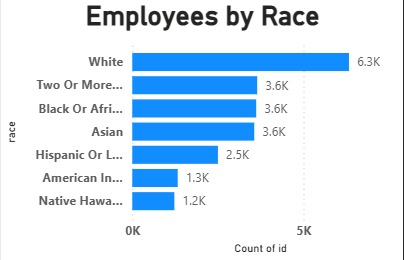 Employees by Race
race
White 6.3K
Two Or More... 3.6K
Black Or Afri... 3.6K
Asian 3.6K
Hispanic Or L... 2.5K
American In... 1.3K
Native Hawa... 1.2K
0K 5K
Count of id